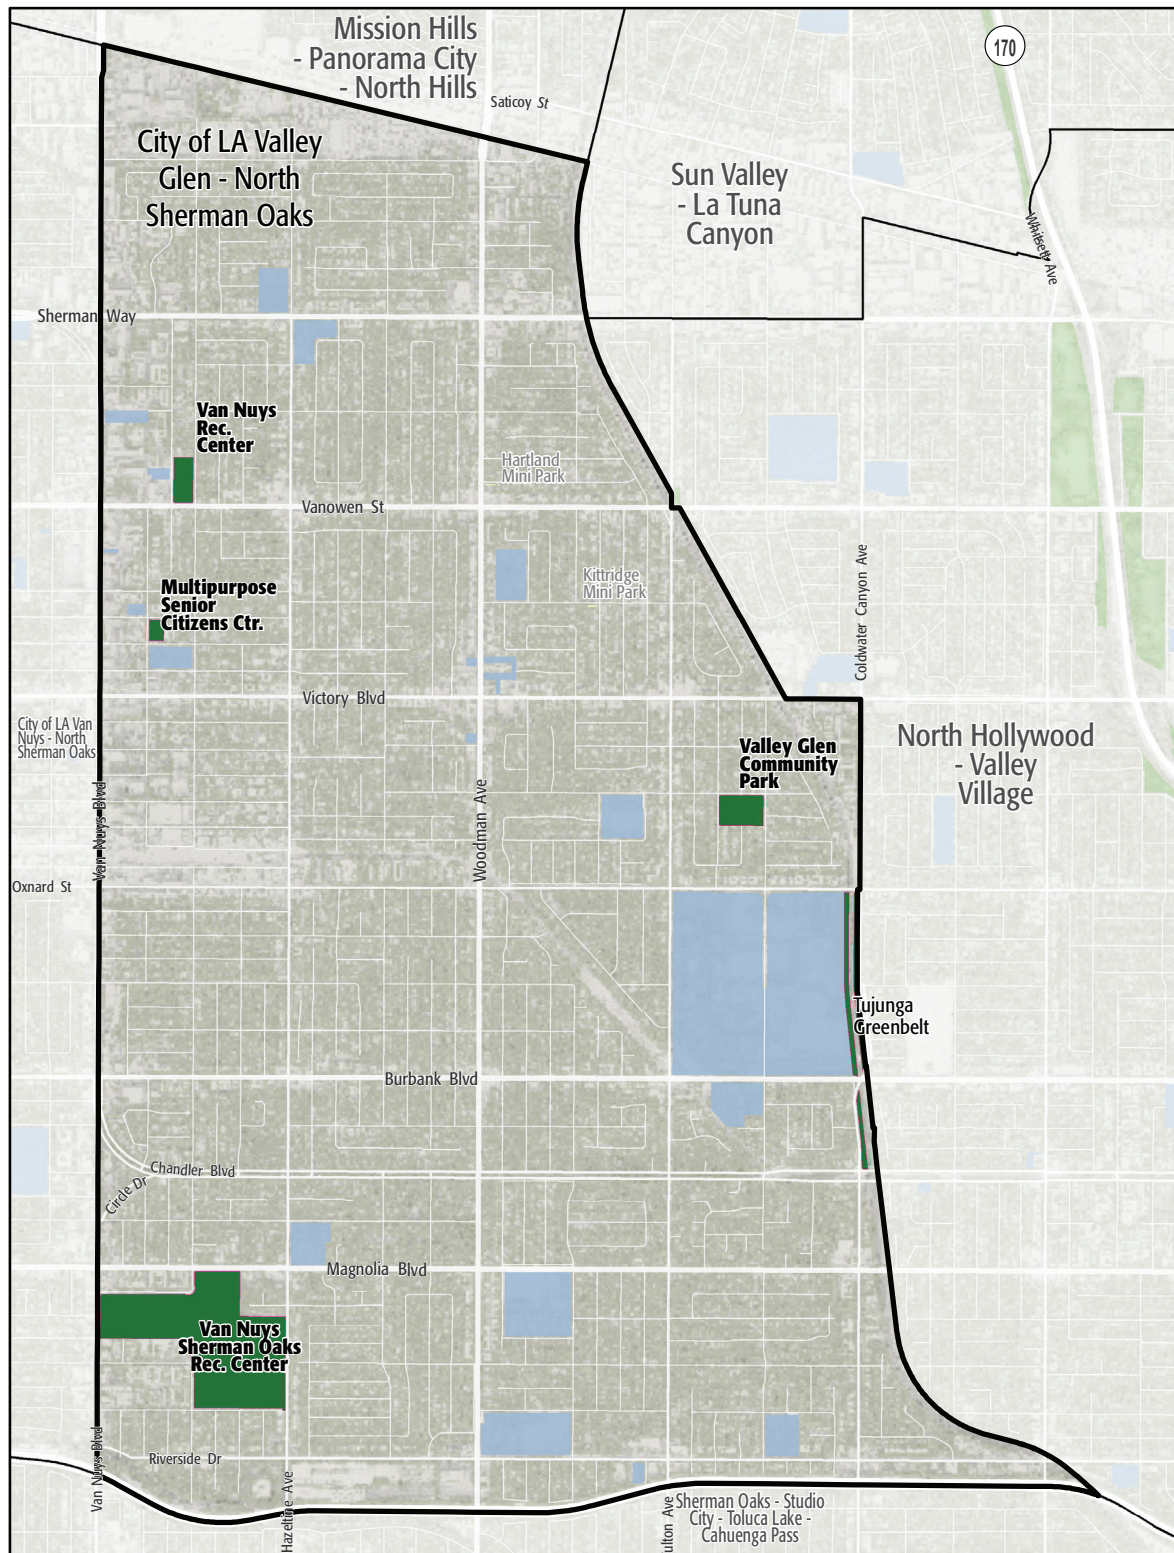 Mission Hills
- Panorama City
- North Hills
170
Saticoy St
City of LA Valley
Glen - North
Sherman Oaks
Sun Valley
- La Tuna
Canyon
Whitsett Ave
Sherman Way
Van Nuys
Rec.
Center
Hartland
Mini Park
Vanowen St
Coldwater Canyon Ave
Multipurpose
Senior
Citizens Ctr.
Kittridge
Mini Park
Victory Blvd
City of LA Van
Nuys - North
Sherman Oaks
Valley Glen
Community
Park
North Hollywood
- Valley
Village
Van Nuys Blvd
Woodman Ave
Oxnard St
Tujunga
Greenbelt
Burbank Blvd
Chandler Blvd
Circle Dr
Magnolia Blvd
Van Nuys
Sherman Oaks
Rec. Center
Van Nuys Blvd
Riverside Dr
Hazeltine Ave
ulton Ave
Sherman Oaks - Studio
City - Toluca Lake -
Cahuenga Pass